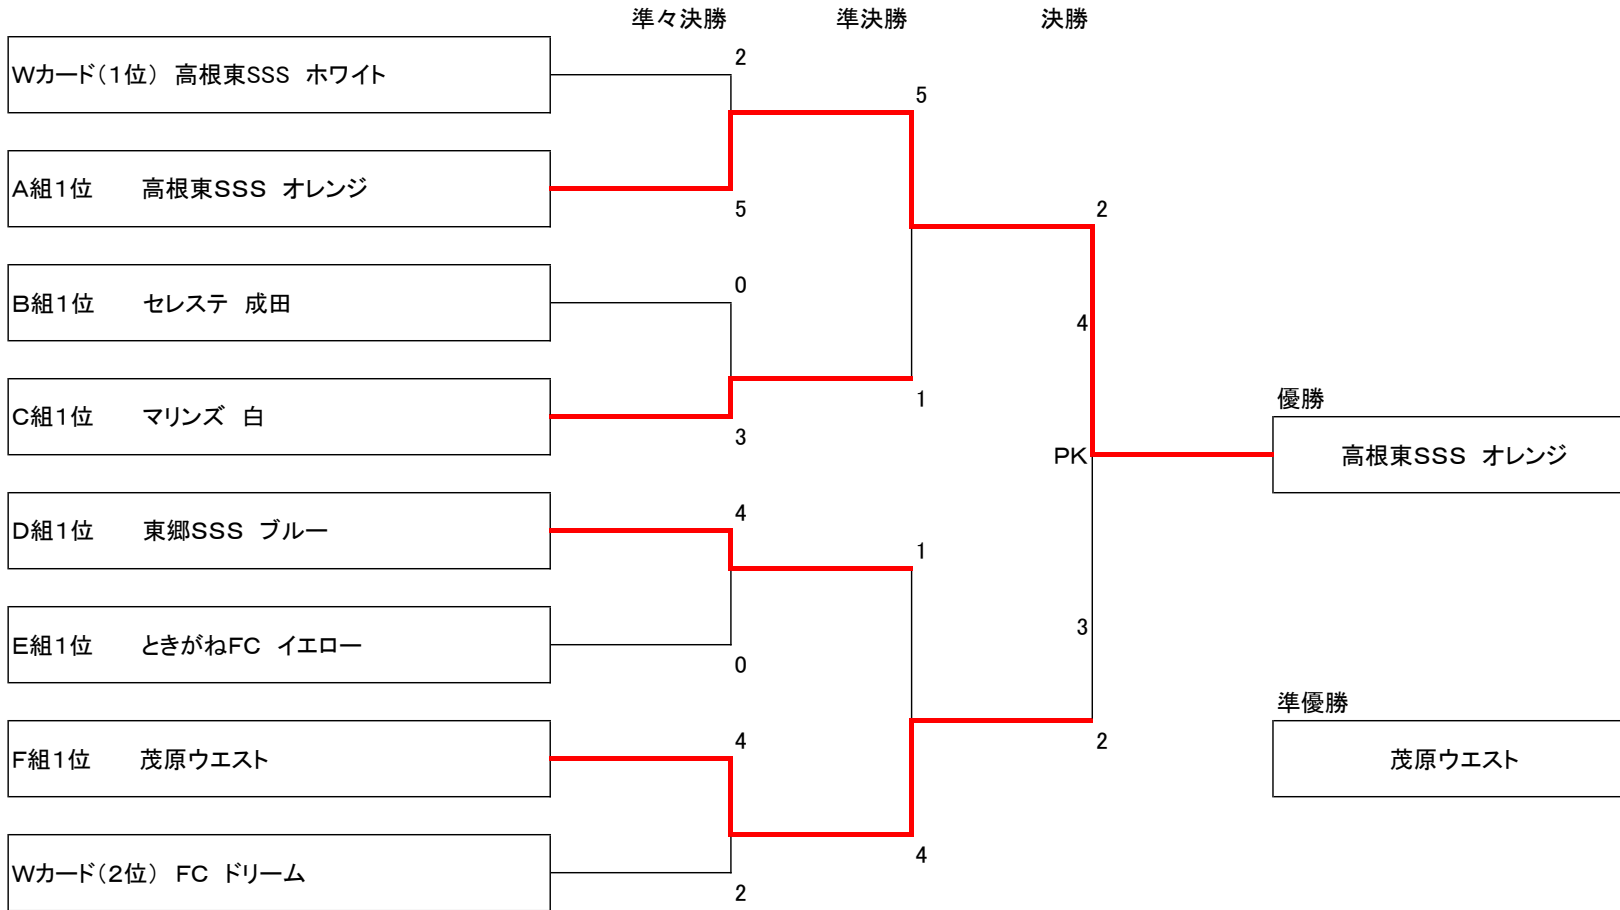 準々決勝 準決勝 決勝
2
Wカード(1位) 高根東SSS ホワイト
5
A組1位 高根東SSS オレンジ
5
2
0
B組1位 セレステ 成田
4
優勝
1
C組1位 マリンズ 白
3
PK
高根東SSS オレンジ
4
D組1位 東郷SSS ブルー
1
3
E組1位 ときがねFC イエロー
0
準優勝
4
2
F組1位 茂原ウエスト
茂原ウエスト
4
Wカード(2位) FC ドリーム
2